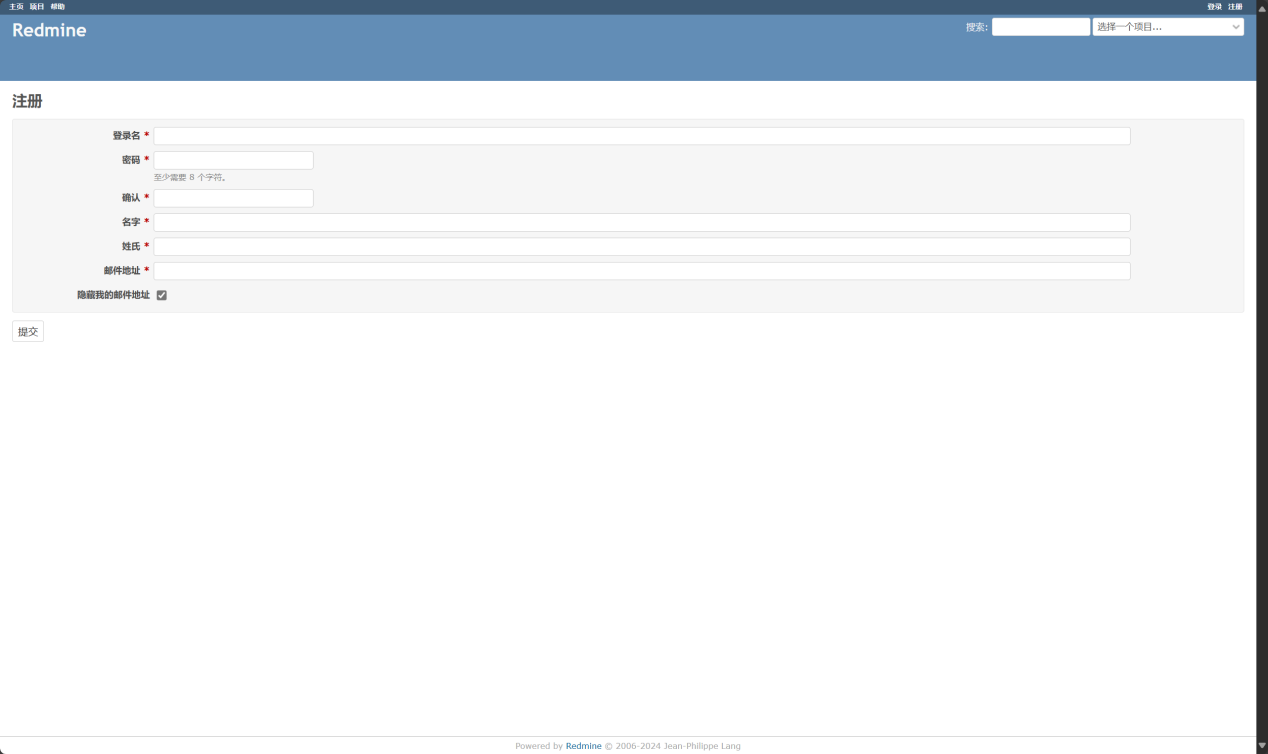 主页 项目 帮助 登录 注册
Redmine 搜索: 选择一个项目...
注册
登录名 *
密码 *
至少需要 8 个字符。
确认 *
名字 *
姓氏 *
邮件地址 *
隐藏我的邮件地址
提交
Powered by Redmine © 2006-2024 Jean-Philippe Lang